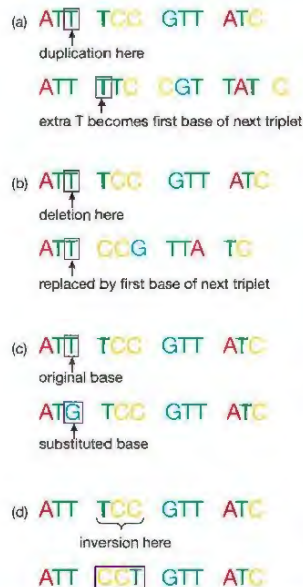 (a) ATT TCC GTT ATC
duplication here
ATT TTC CGT TAT C
extra T becomes first base of next triplet
(b) ATT TCC GTT ATC
deletion here
ATT CCG TTA TC
replaced by first base of next triplet
(c) ATT TCC GTT ATC
original base
ATG TCC GTT ATC
substituted base
(d) ATT TCC GTT ATC
inversion here
ATT CCT GTT ATC